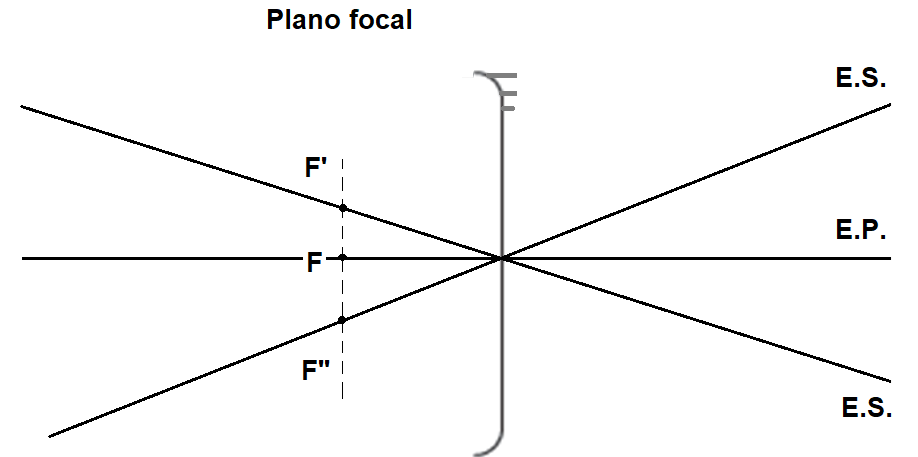 Plano focal
E.S.
F'
E.P.
F
F"
E.S.